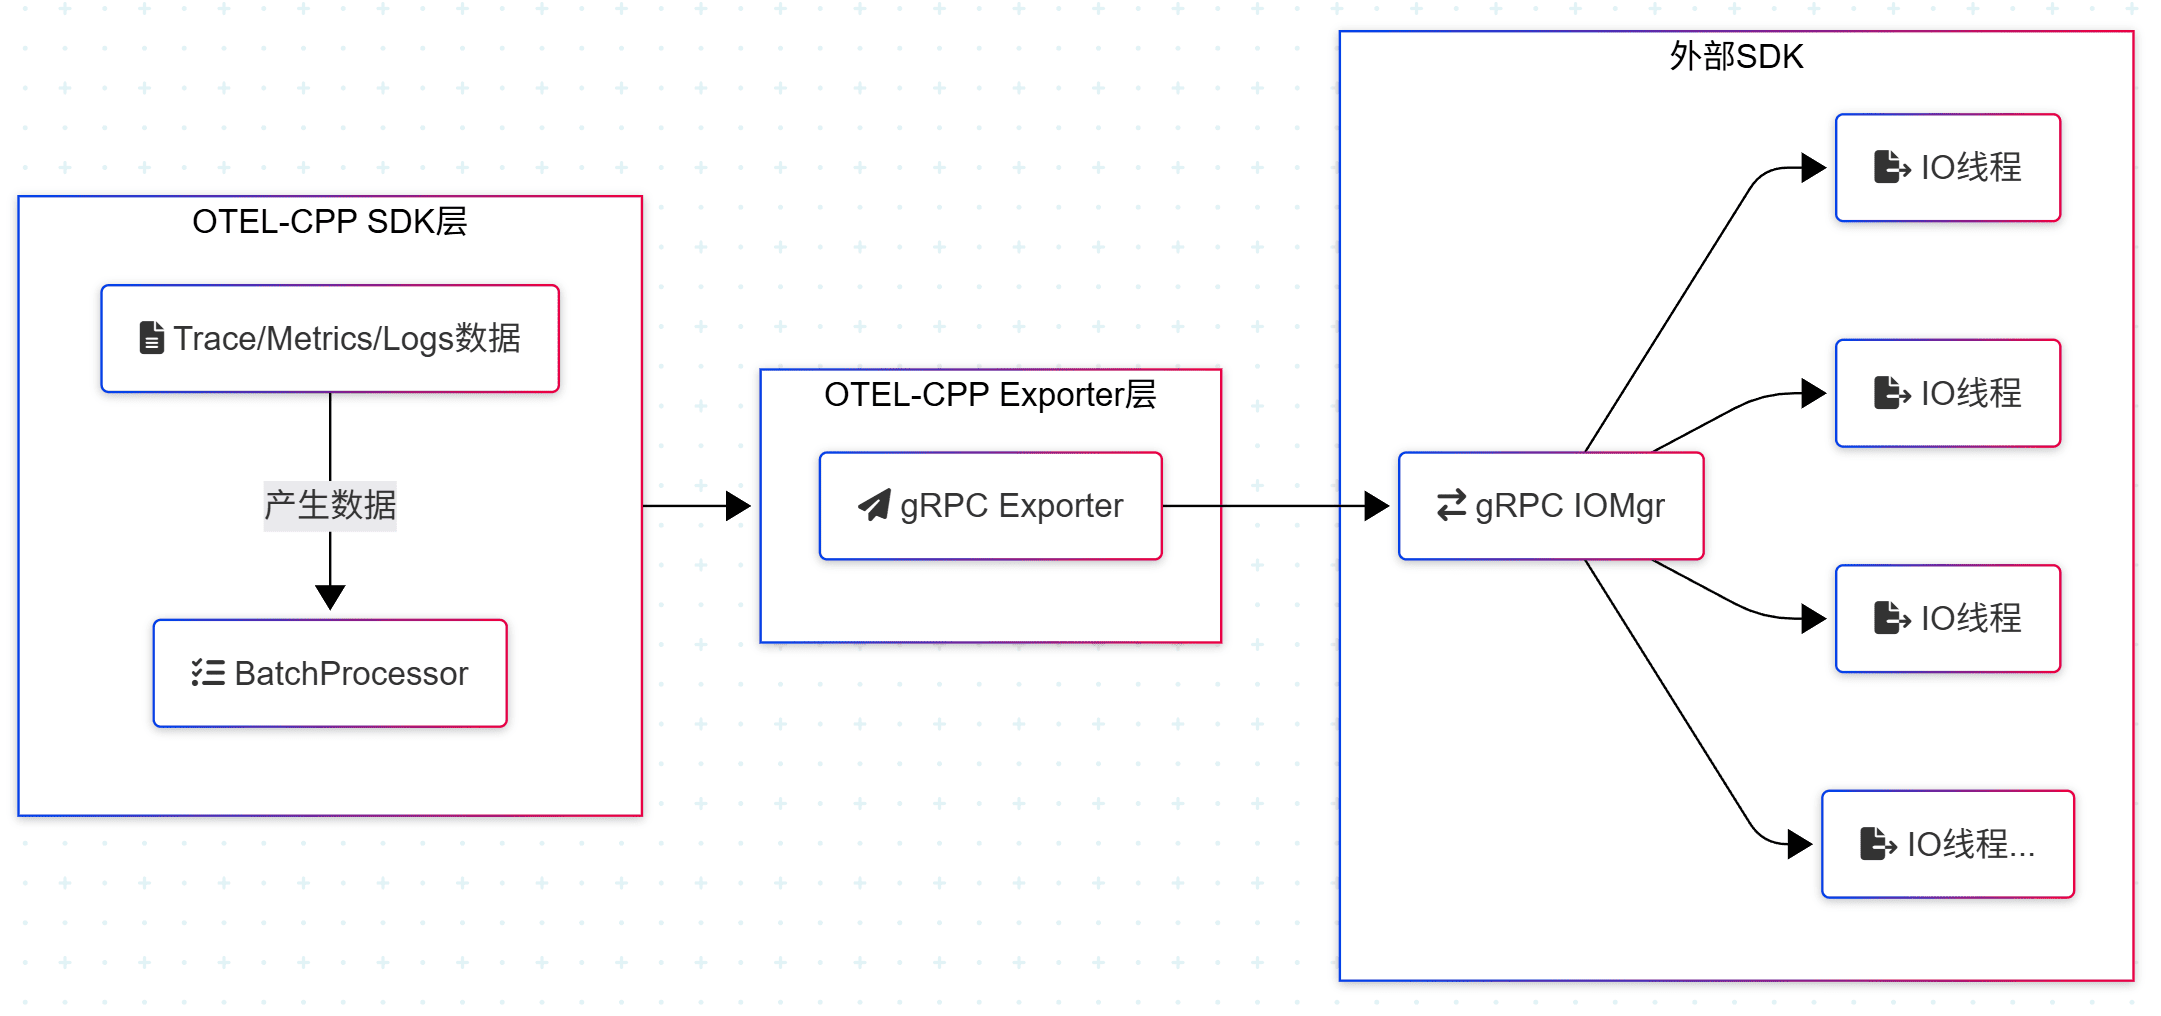 OTEL-CPP SDK层
Trace/Metrics/Logs数据
产生数据
BatchProcessor
OTEL-CPP Exporter层
gRPC Exporter
外部SDK
gRPC IOMgr
IO线程
IO线程
IO线程
IO线程...